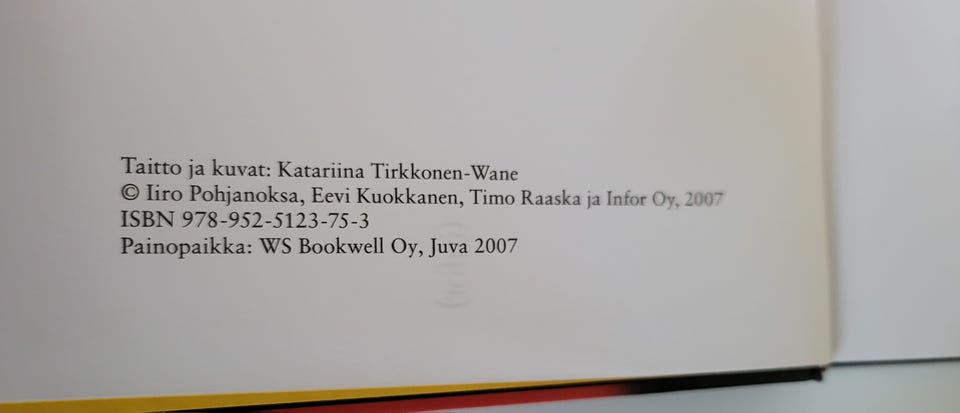 Taitto ja kuvat: Katariina Tirkkonen-Wane
© Iiro Pohjanoksa, Eevi Kuokkanen, Timo Raaska ja Infor Oy, 2007
ISBN 978-952-5123-75-3
Painopaikka: WS Bookwell Oy, Juva 2007